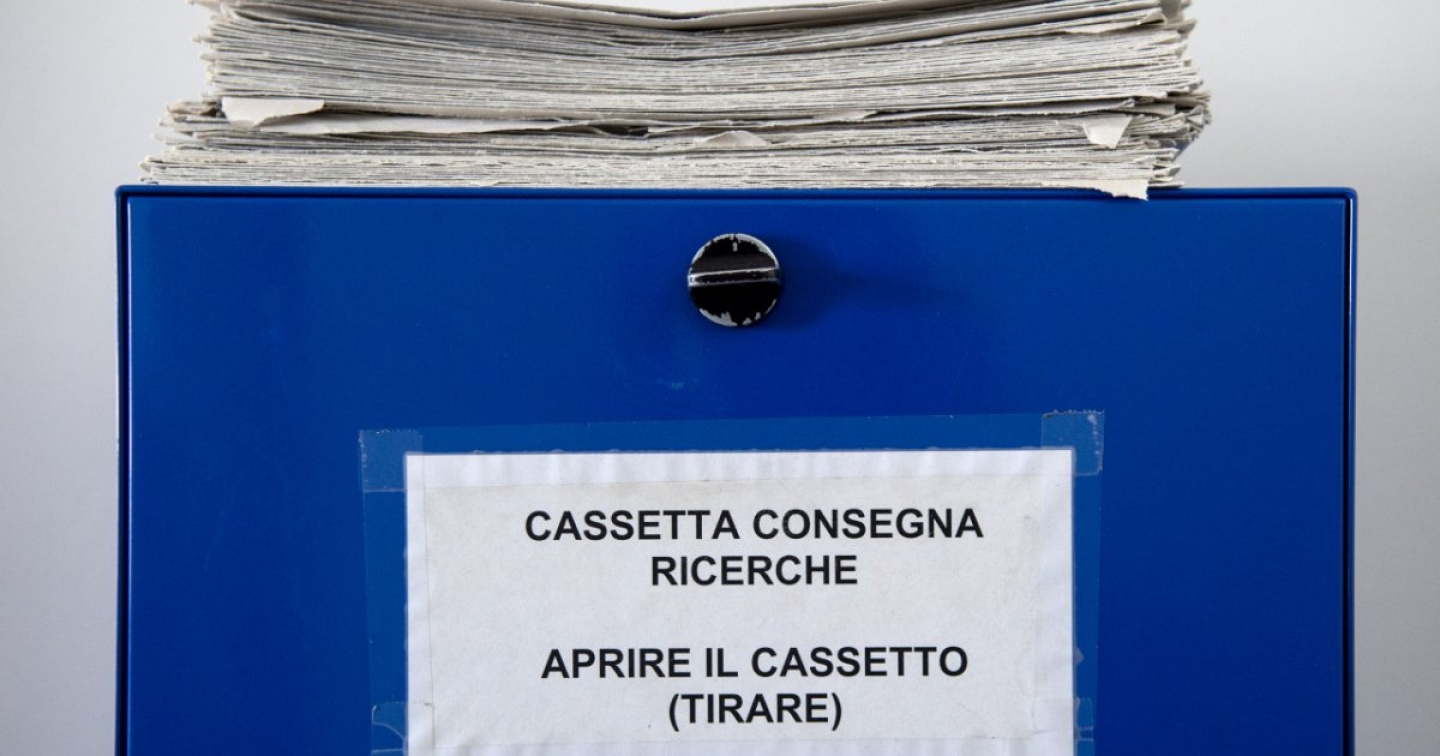 CASSETTA CONSEGNA
RICERCHE
APRIRE IL CASSETTO
(TIRARE)